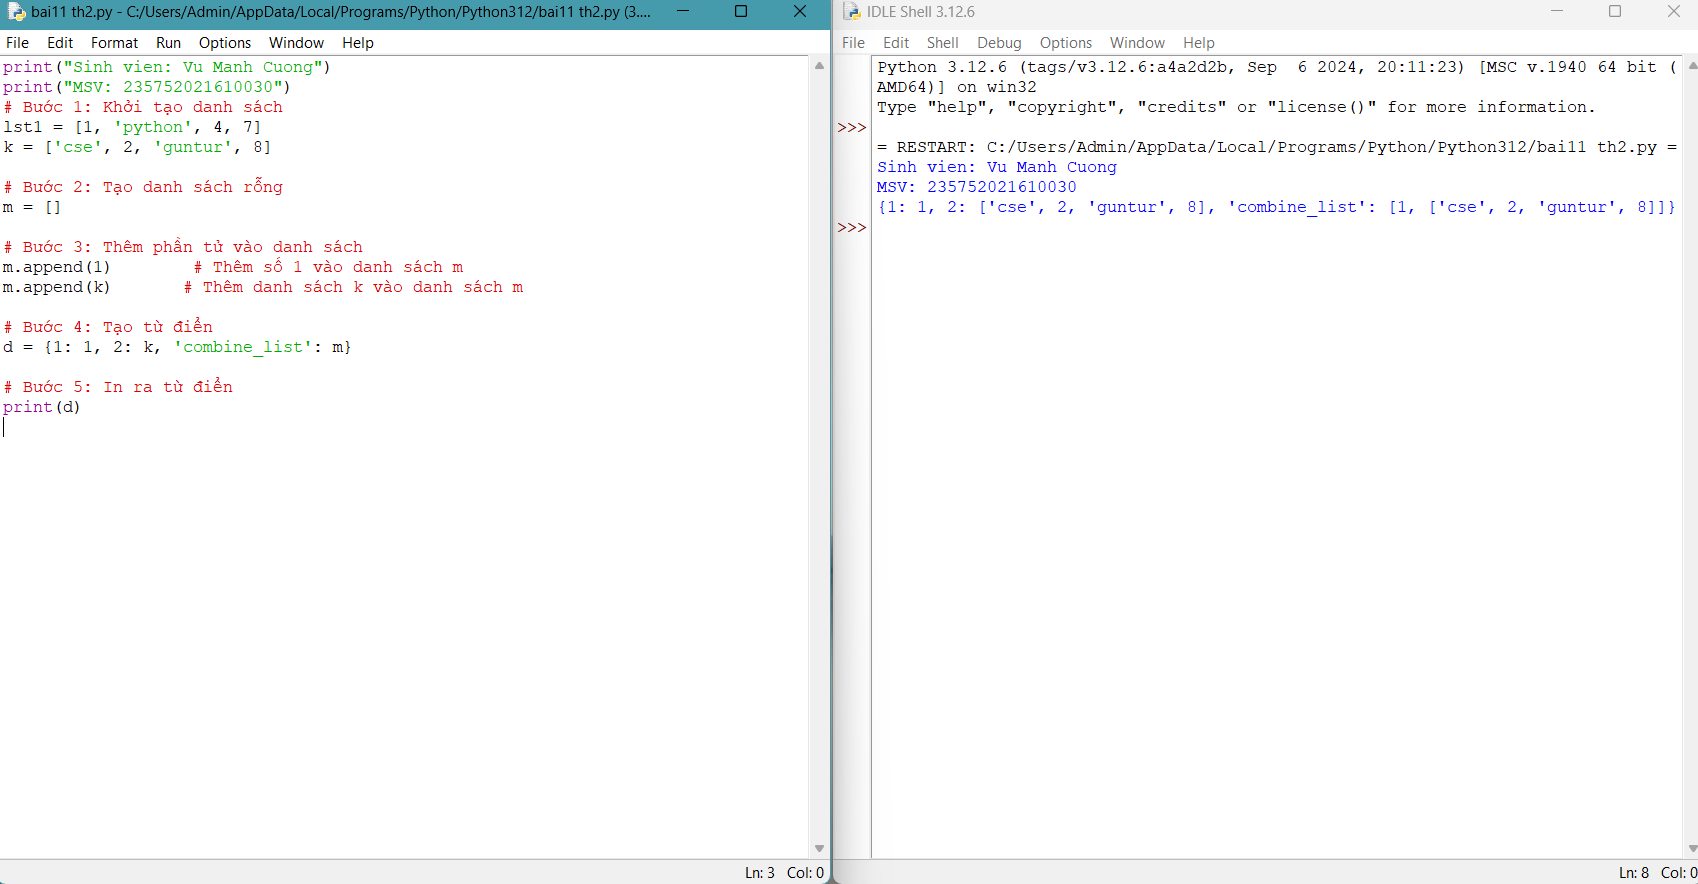 bai11 th2.py - C:/Users/Admin/AppData/Local/Programs/Python/Python312/bai11 th2.py (3....
File Edit Format Run Options Window Help
print("Sinh vien: Vu Manh Cuong")
print("MSV: 235752021610030")
# Bước 1: Khởi tạo danh sách
lst1 = [1, 'python', 4, 7]
k = ['cse', 2, 'guntur', 8]
# Bước 2: Tạo danh sách rỗng
m = []
# Bước 3: Thêm phần tử vào danh sách
m.append(1)        # Thêm số 1 vào danh sách m
m.append(k)       # Thêm danh sách k vào danh sách m
# Bước 4: Tạo từ điển
d = {1: 1, 2: k, 'combine_list': m}
# Bước 5: In ra từ điển
print(d)
Ln: 3 Col: 0
IDLE Shell 3.12.6
File Edit Shell Debug Options Window Help
Python 3.12.6 (tags/v3.12.6:a4a2d2b, Sep  6 2024, 20:11:23) [MSC v.1940 64 bit (
AMD64)] on win32
Type "help", "copyright", "credits" or "license()" for more information.
>>>
= RESTART: C:/Users/Admin/AppData/Local/Programs/Python/Python312/bai11 th2.py =
Sinh vien: Vu Manh Cuong
MSV: 235752021610030
{1: 1, 2: ['cse', 2, 'guntur', 8], 'combine_list': [1, ['cse', 2, 'guntur', 8]]}
>>>
Ln: 8 Col: 0